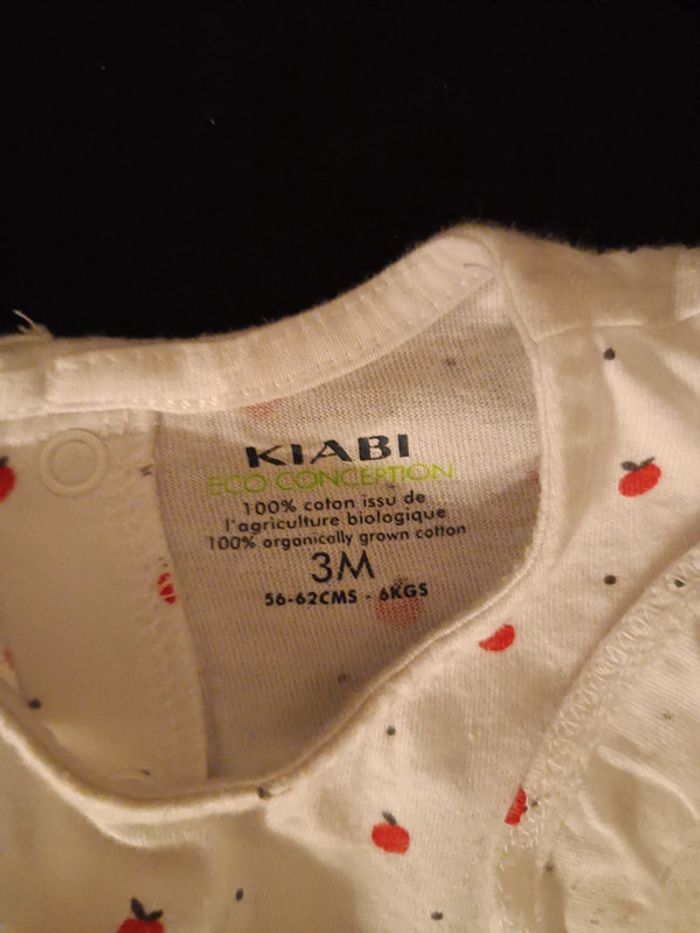 KIABI
ECO CONCEPTION
100% coton issu de
l'agriculture biologique
100% organically grown cotton
3M
56-62CMS - 6KGS